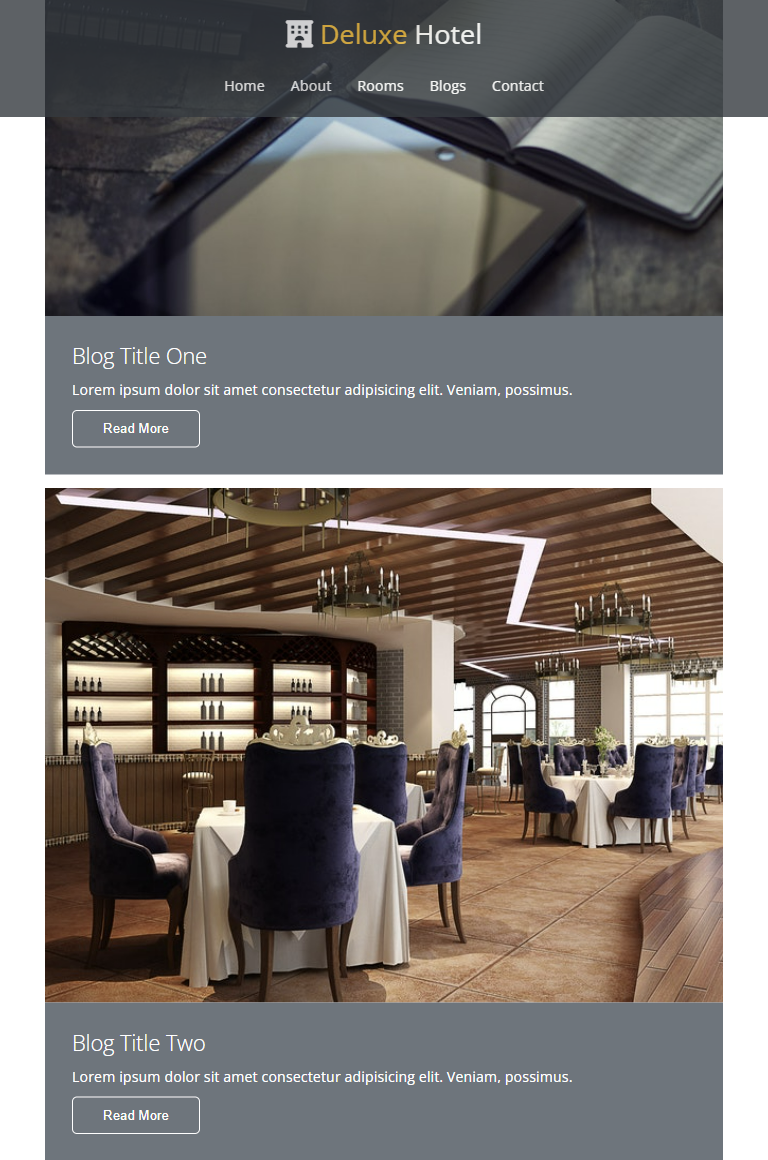 Deluxe Hotel
Home About Rooms Blogs Contact
Blog Title One
Lorem ipsum dolor sit amet consectetur adipisicing elit. Veniam, possimus.
Read More
Blog Title Two
Lorem ipsum dolor sit amet consectetur adipisicing elit. Veniam, possimus.
Read More